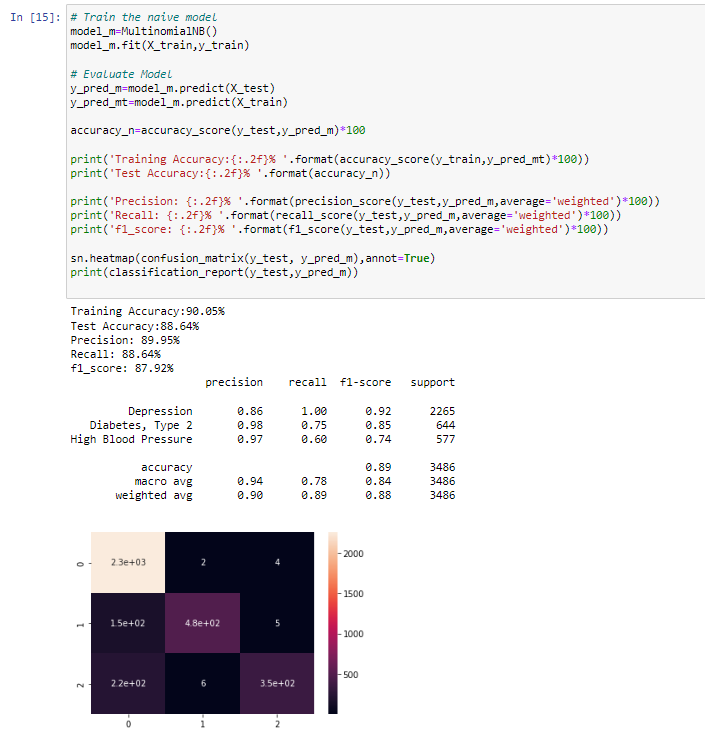 In [15]: # Train the naive model
model_m=MultinomialNB()
model_m.fit(X_train,y_train)
# Evaluate Model
y_pred_m=model_m.predict(X_test)
y_pred_mt=model_m.predict(X_train)
accuracy_n=accuracy_score(y_test,y_pred_m)*100
print('Training Accuracy:{:.2f}% '.format(accuracy_score(y_train,y_pred_mt)*100))
print('Test Accuracy:{:.2f}% '.format(accuracy_n))
print('Precision: {:.2f}% '.format(precision_score(y_test,y_pred_m,average='weighted')*100))
print('Recall: {:.2f}% '.format(recall_score(y_test,y_pred_m,average='weighted')*100))
print('f1_score: {:.2f}% '.format(f1_score(y_test,y_pred_m,average='weighted')*100))
sn.heatmap(confusion_matrix(y_test, y_pred_m),annot=True)
print(classification_report(y_test,y_pred_m))
Training Accuracy:90.05%
Test Accuracy:88.64%
Precision: 89.95%
Recall: 88.64%
f1_score: 87.92%
precision recall f1-score support
Depression 0.86 1.00 0.92 2265
Diabetes, Type 2 0.98 0.75 0.85 644
High Blood Pressure 0.97 0.60 0.74 577
accuracy 0.89 3486
macro avg 0.94 0.78 0.84 3486
weighted avg 0.90 0.89 0.88 3486
0 2.3e+03 2 4
1 1.5e+02 4.8e+02 5
2 2.2e+02 6 3.5e+02
0 1 2
2000
1500
1000
500